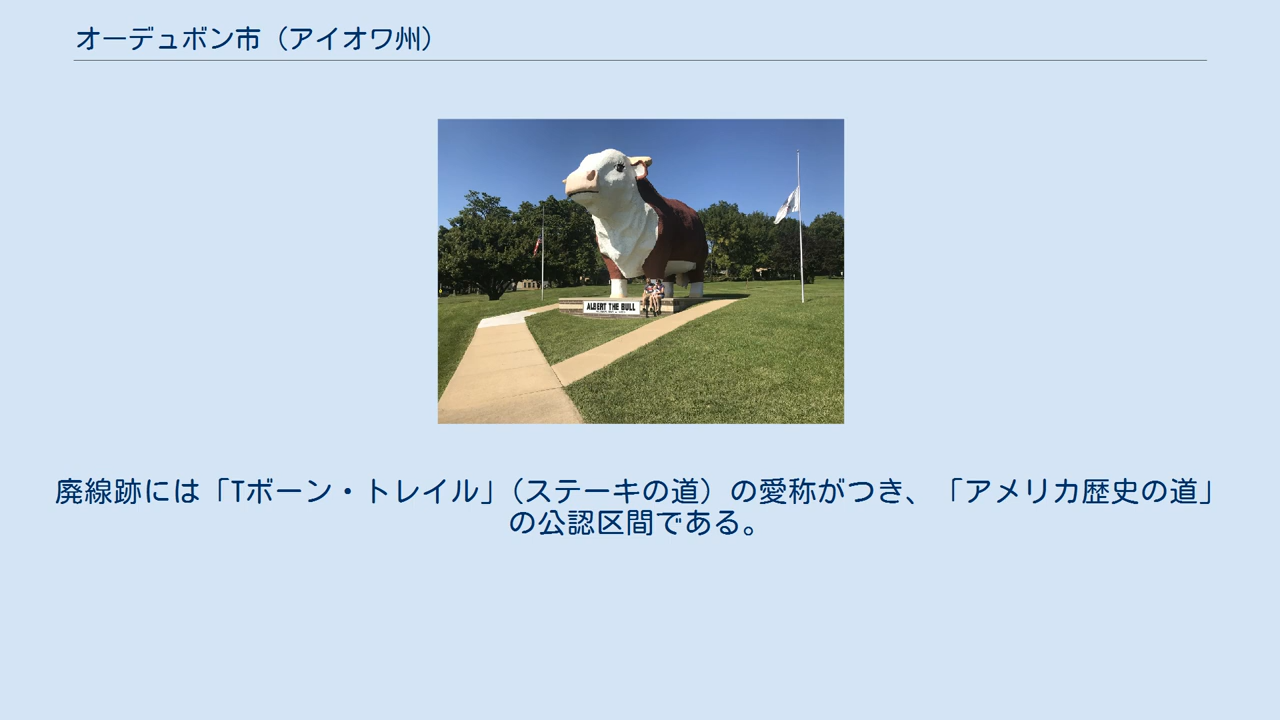 オーデュボン市（アイオワ州）
ALBERT THE BULL
廃線跡には「Tボーン・トレイル」（ステーキの道）の愛称がつき、「アメリカ歴史の道」
の公認区間である。